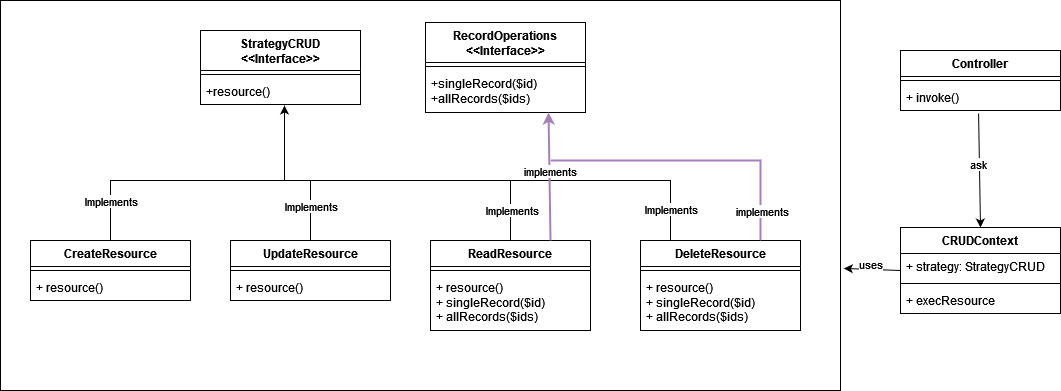 StrategyCRUD
<<Interface>>
+resource()
RecordOperations
<<Interface>>
+singleRecord($id)
+allRecords($ids)
Controller
+ invoke()
ask
implements
Implements
Implements
Implements
Implements
implements
CreateResource
+ resource()
UpdateResource
+ resource()
ReadResource
+ resource()
+ singleRecord($id)
+ allRecords($ids)
DeleteResource
+ resource()
+ singleRecord($id)
+ allRecords($ids)
uses
CRUDContext
+ strategy: StrategyCRUD
+ execResource